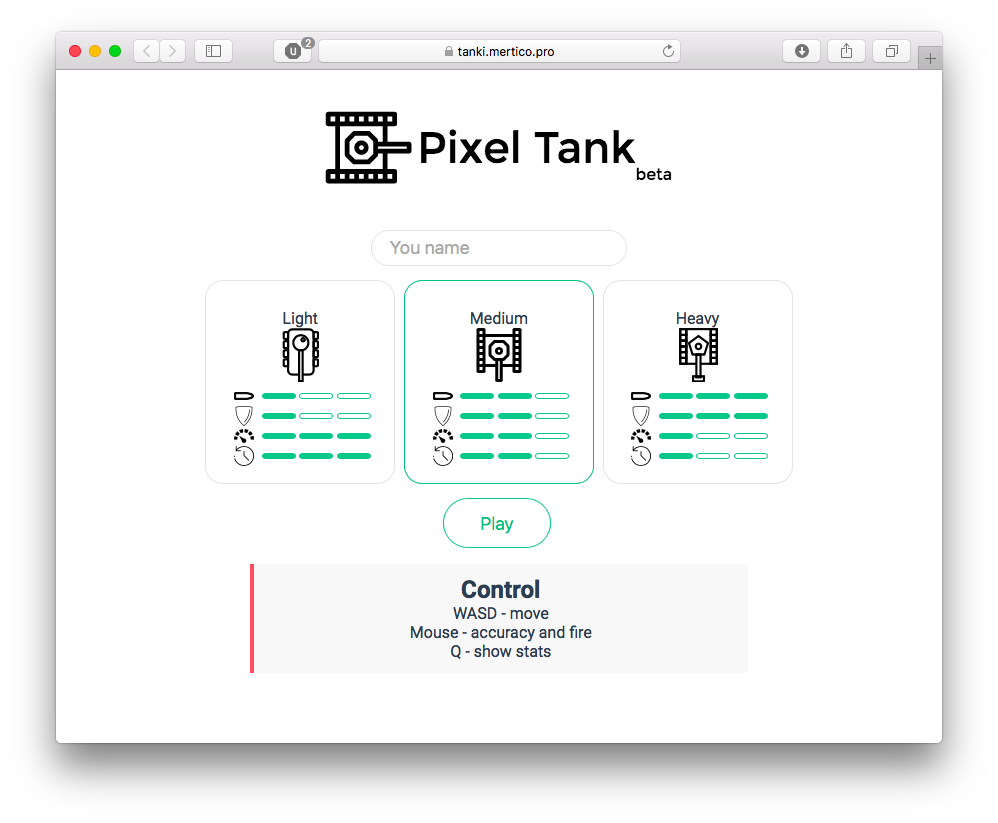 U 2
tanki.mertico.pro
Pixel Tank
beta
You name
Light
Medium
Heavy
Play
Control
WASD - move
Mouse - accuracy and fire
Q - show stats